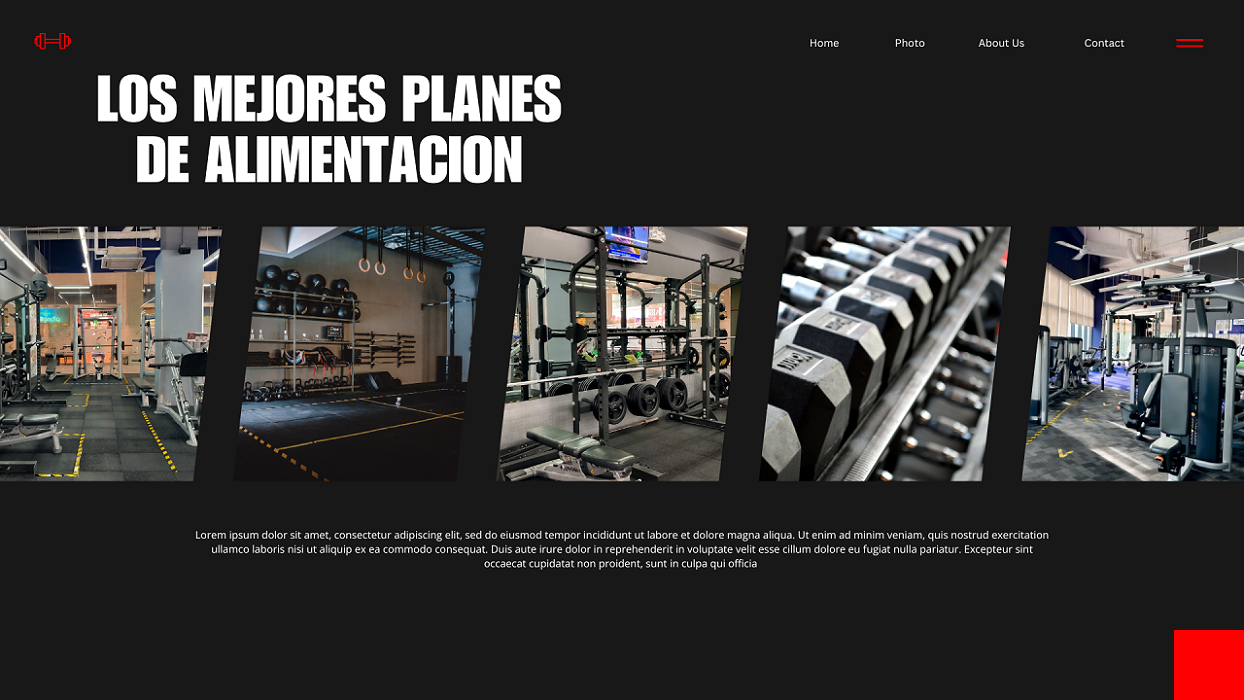 Home
Photo
About Us
Contact
LOS MEJORES PLANES
DE ALIMENTACION
Lorem ipsum dolor sit amet, consectetur adipiscing elit, sed do eiusmod tempor incididunt ut labore et dolore magna aliqua. Ut enim ad minim veniam, quis nostrud exercitation
ullamco laboris nisi ut aliquip ex ea commodo consequat. Duis aute irure dolor in reprehenderit in voluptate velit esse cillum dolore eu fugiat nulla pariatur. Excepteur sint
occaecat cupidatat non proident, sunt in culpa qui officia